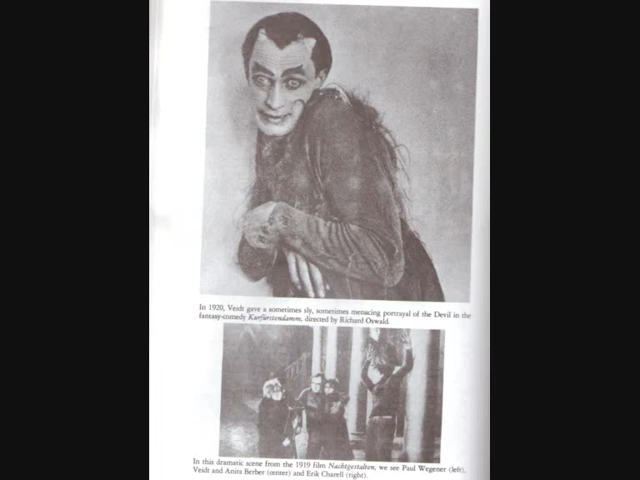 In 1920, Veidt gave a sometimes sly, sometimes menacing portrayal of the Devil in the
fantasy-comedy Kurfürstendamm, directed by Richard Oswald.
In this dramatic scene from the 1919 film Nachtgestalten, we see Paul Wegener (left),
Veidt and Anita Berber (center) and Erik Charell (right).